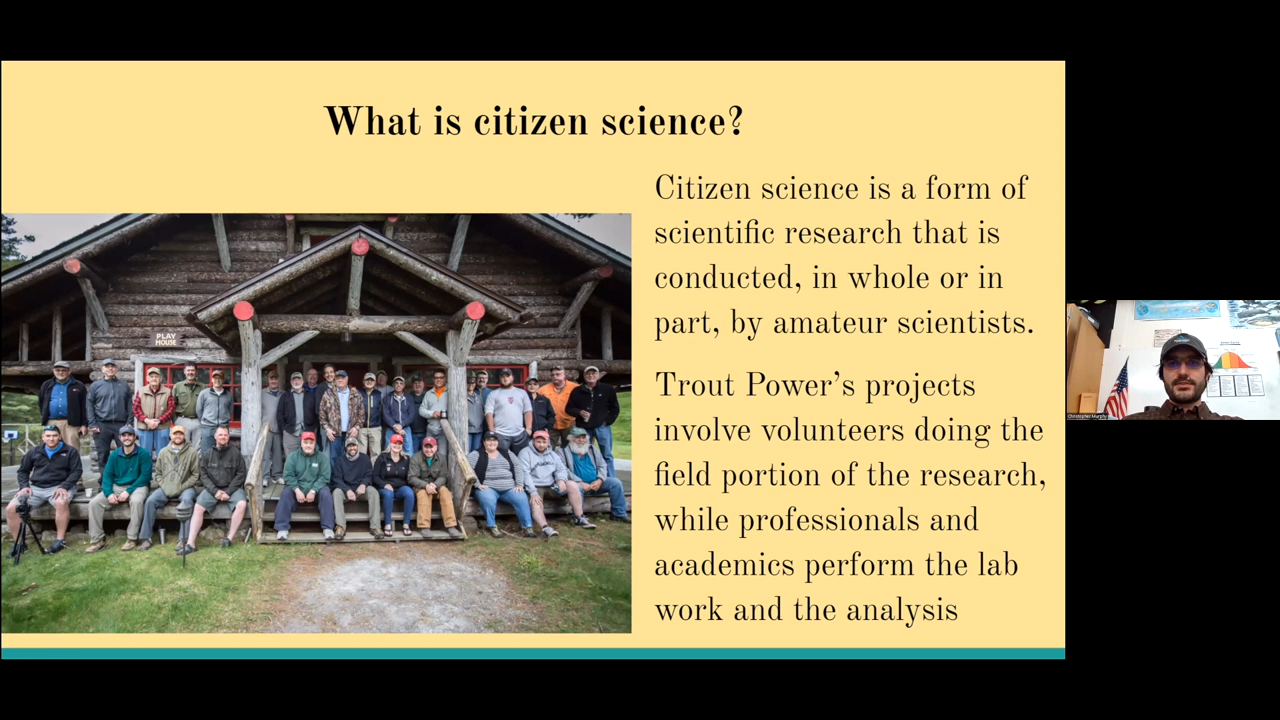 What is citizen science?
Citizen science is a form of
scientific research that is
conducted, in whole or in
part, by amateur scientists.
Trout Power's projects
involve volunteers doing the
field portion of the research,
while professionals and
academics perform the lab
work and the analysis
PLAY
HOUSE
Christopher Murphy